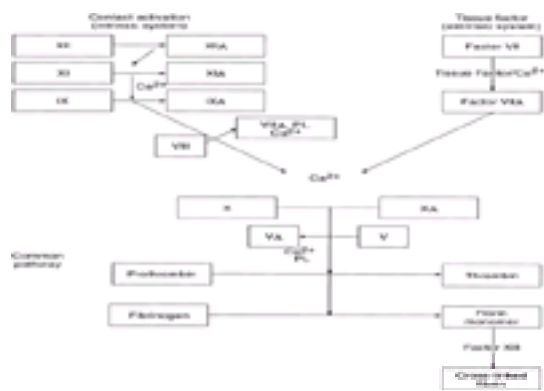 Contact activation
(intrinsic system)
Tissue factor
(extrinsic system)
XII
XIIA
Factor VII
XI
XIA
Ca2+
Tissue factor/Ca2+
IX
IXA
Factor VIIA
VIII
VIIIA, PL,
Ca2+
Ca2+
X
XA
VA
V
Ca2+
PL
Common
pathway
Prothrombin
Thrombin
Fibrinogen
Fibrin
monomer
Factor XIII
Cross-linked
fibrin